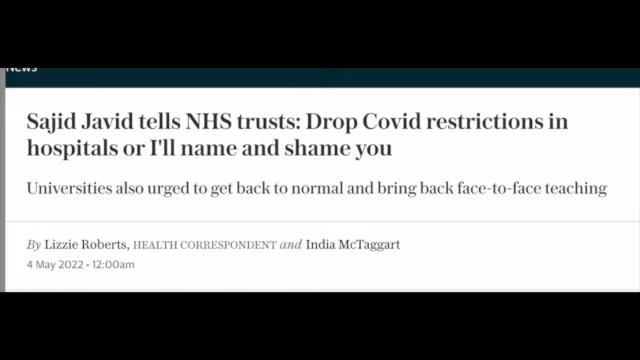 News
Sajid Javid tells NHS trusts: Drop Covid restrictions in
hospitals or I'll name and shame you
Universities also urged to get back to normal and bring back face-to-face teaching
By Lizzie Roberts, HEALTH CORRESPONDENT and India McTaggart
4 May 2022 • 12:00am